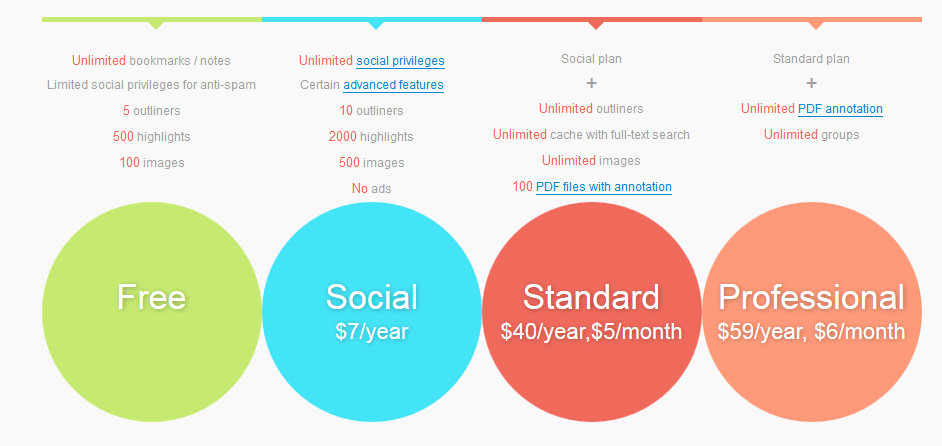 Unlimited bookmarks / notes
Limited social privileges for anti-spam
5 outliners
500 highlights
100 images
Free
Unlimited social privileges
Certain advanced features
10 outliners
2000 highlights
500 images
No ads
Social
$7/year
Social plan
+
Unlimited outliners
Unlimited cache with full-text search
Unlimited images
100 PDF files with annotation
Standard
$40/year,$5/month
Standard plan
+
Unlimited PDF annotation
Unlimited groups
Professional
$59/year, $6/month